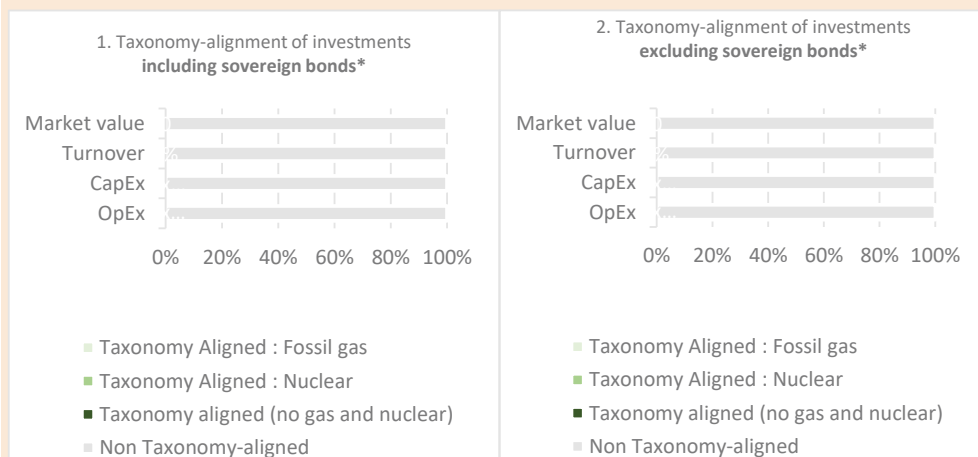 1. Taxonomy-alignment of investments
including sovereign bonds*
Market value
Turnover
CapEx
OpEx
0% 20% 40% 60% 80% 100%
Taxonomy Aligned : Fossil gas
Taxonomy Aligned : Nuclear
Taxonomy aligned (no gas and nuclear)
Non Taxonomy-aligned
2. Taxonomy-alignment of investments
excluding sovereign bonds*
Market value
Turnover
CapEx
OpEx
0% 20% 40% 60% 80% 100%
Taxonomy Aligned : Fossil gas
Taxonomy Aligned : Nuclear
Taxonomy aligned (no gas and nuclear)
Non Taxonomy-aligned